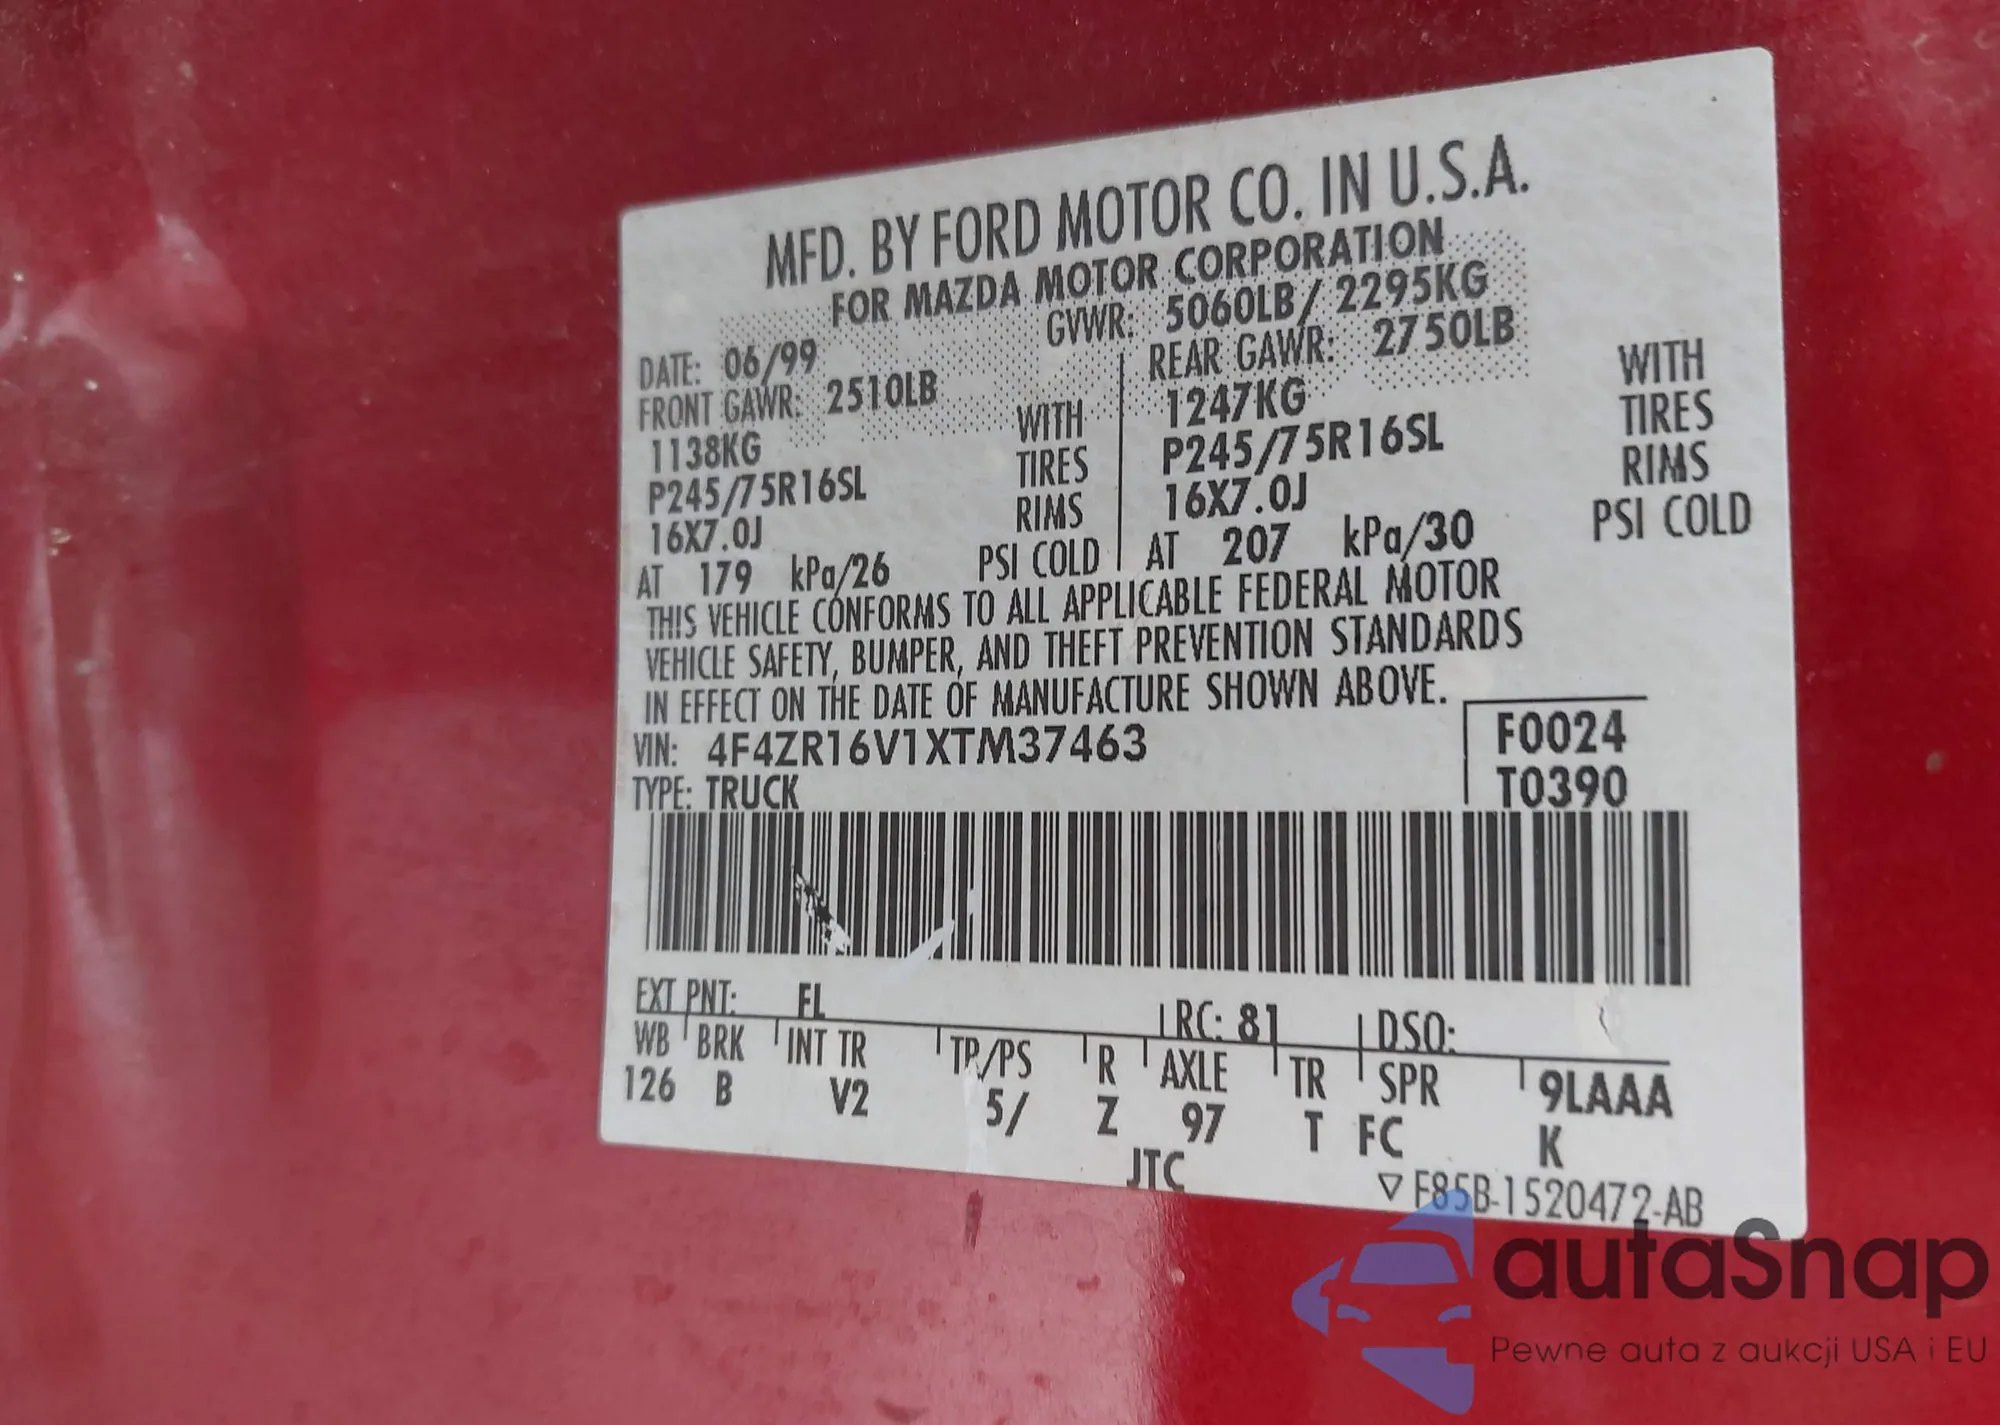 MFD. BY FORD MOTOR CO. IN U.S.A.
FOR MAZDA MOTOR CORPORATION
DATE: 06/99 GVWR: 5060LB/ 2295KG
FRONT GAWR: 2510LB REAR GAWR: 2750LB
1138KG WITH 1247KG WITH
P245/75R16SL TIRES P245/75R16SL TIRES
16X7.0J RIMS 16X7.0J RIMS
AT 179 kPa/26 PSI COLD AT 207 kPa/30 PSI COLD
THIS VEHICLE CONFORMS TO ALL APPLICABLE FEDERAL MOTOR
VEHICLE SAFETY, BUMPER, AND THEFT PREVENTION STANDARDS
IN EFFECT ON THE DATE OF MANUFACTURE SHOWN ABOVE.
VIN: 4F4ZR16V1XTM37463 F0024
TYPE: TRUCK T0390
EXT PNT: FL RC: 81 DSO:
WB BRK INT TR TP/PS R AXLE TR SPR 9LAAA
126 B V2 5/ Z 97 T FC K
JTC
F85B-1520472-AB
autaSnap
Pewne auta z aukcji USA i EU